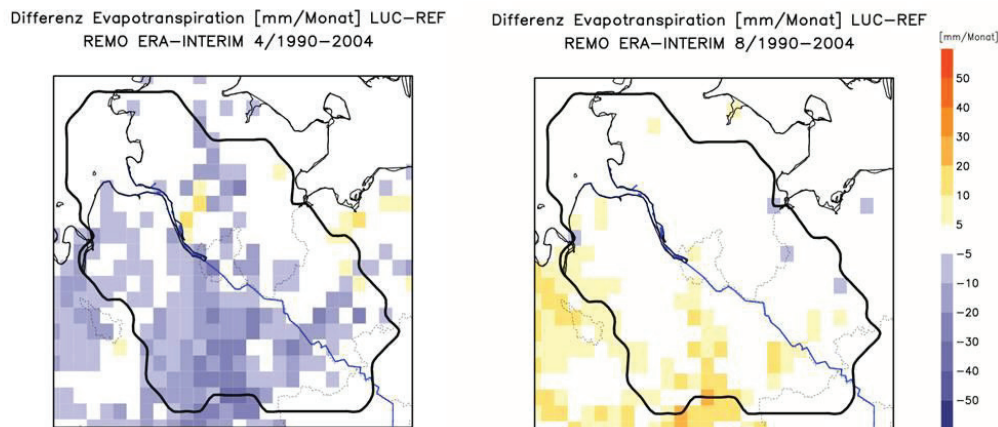 Differenz Evapotranspiration [mm/Monat] LUC-REF
REMO ERA-INTERIM 4/1990-2004
Differenz Evapotranspiration [mm/Monat] LUC-REF
REMO ERA-INTERIM 8/1990-2004
[mm/Monat]
50
40
30
20
10
5
-5
-10
-20
-30
-40
-50